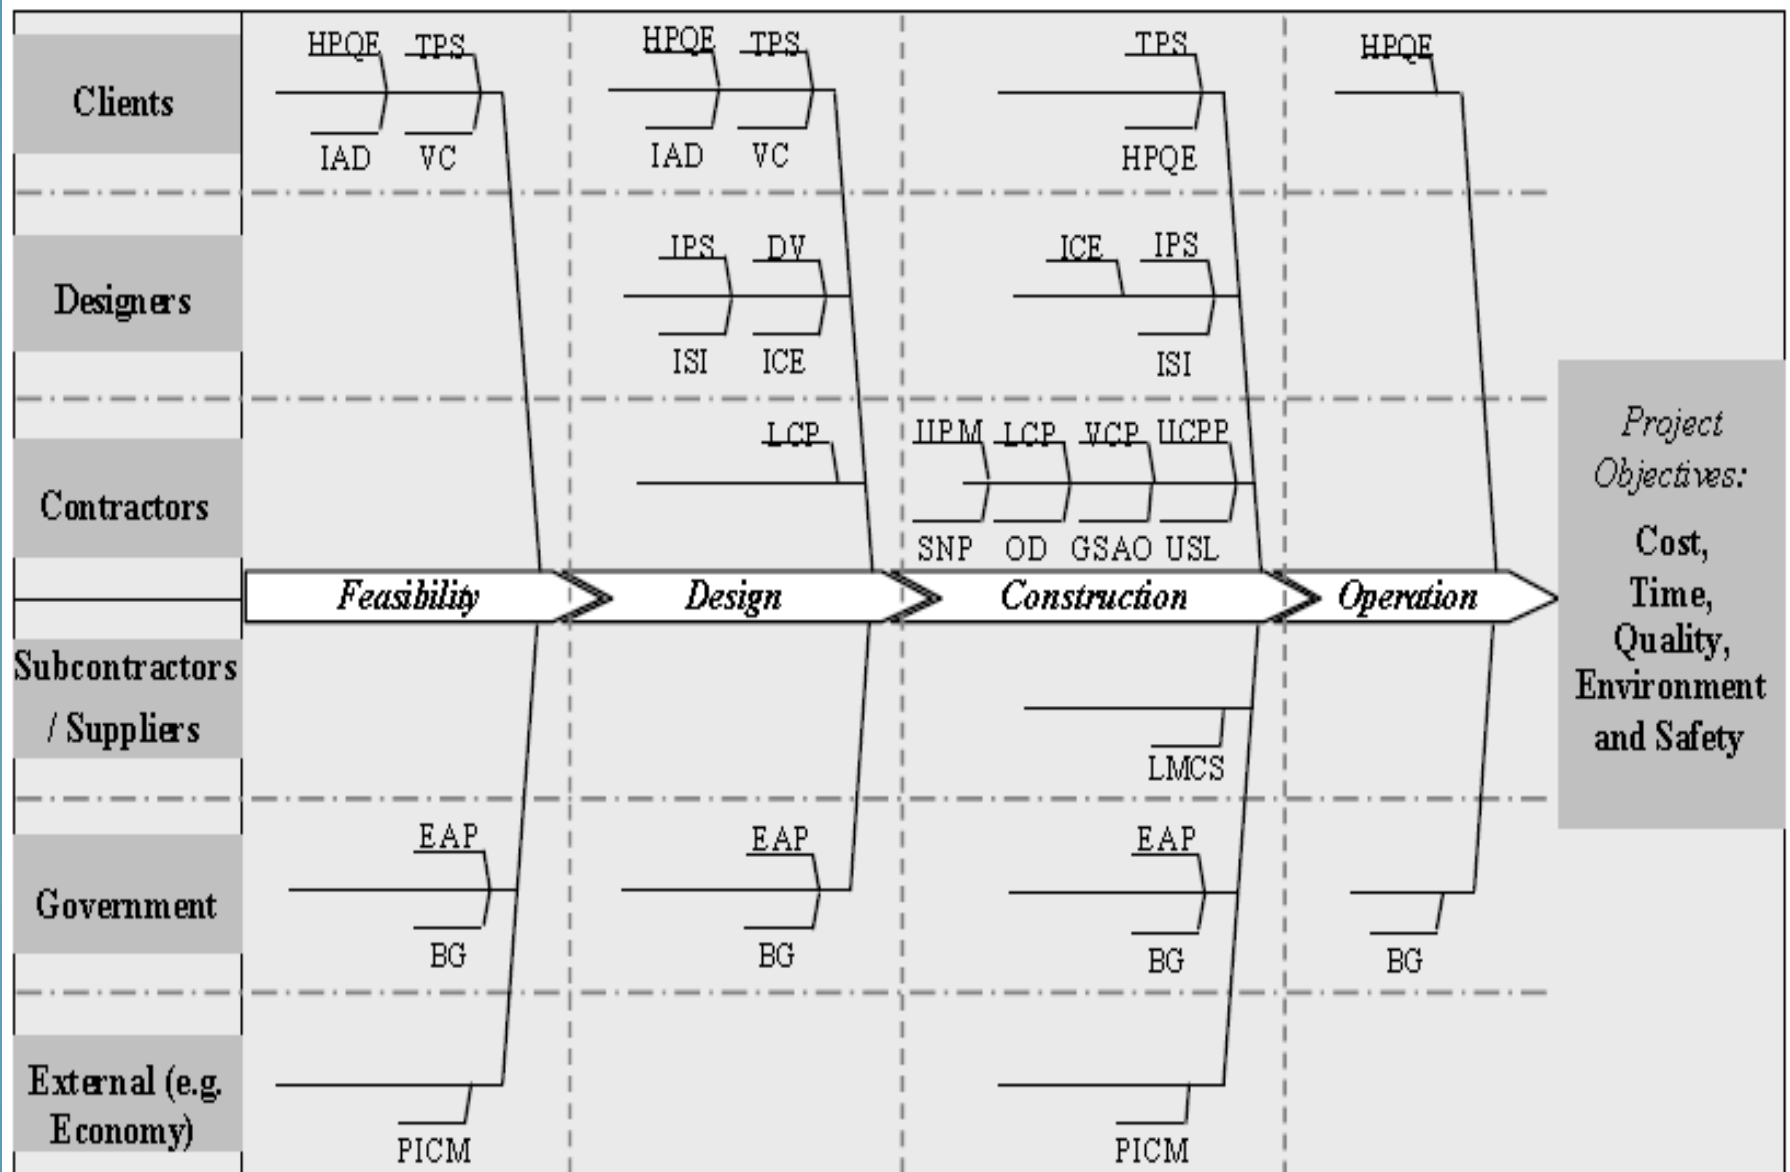 HPQE TPS HPQE TPS TPS HPQE
Clients
IAD VC IAD VC HPQE
IPS DV ICE IPS
Designers
ISI ICE ISI
LCP UPM LCP VCP UCPP
Contractors
SNP OD GSAO USL
Project
Objectives:
Cost,
Time,
Quality,
Environment
and Safety
Feasibility Design Construction Operation
Subcontractors
/ Suppliers
LMCS
EAP EAP EAP
Government
BG BG BG BG
External (e.g.
Economy)
PICM PICM